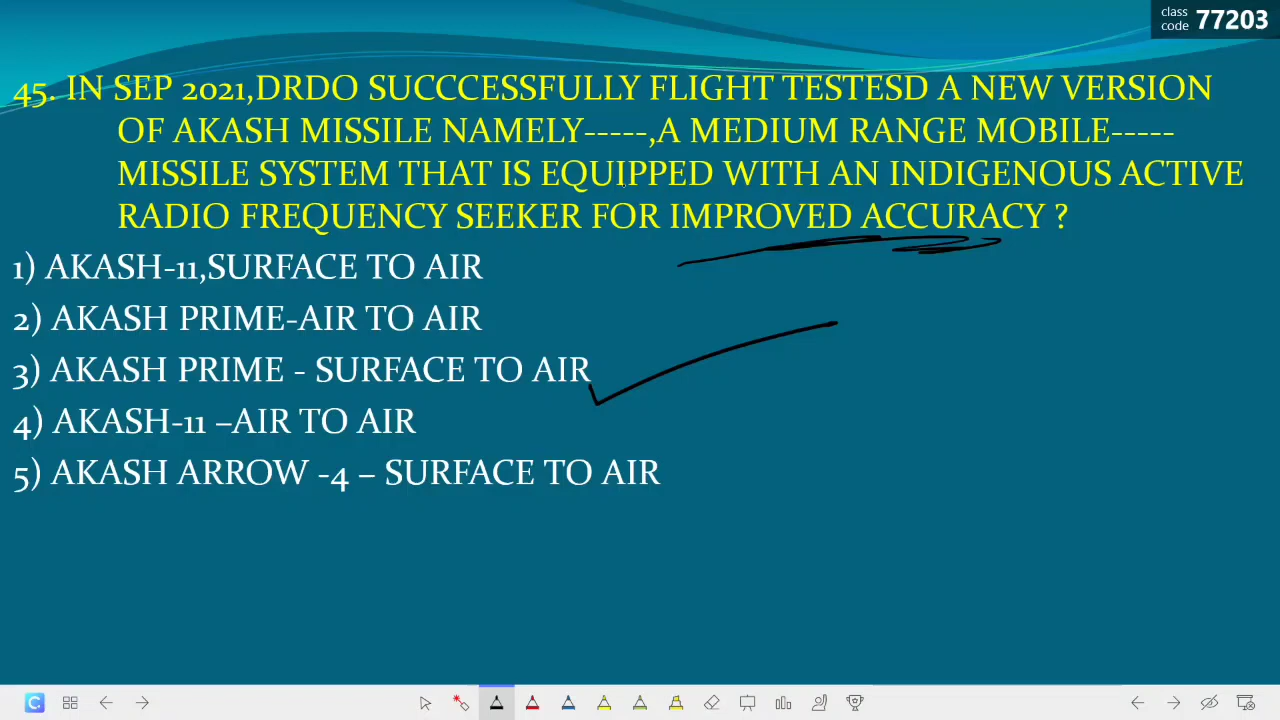 class
code 77203
45. IN SEP 2021,DRDO SUCCCESSFULLY FLIGHT TESTESD A NEW VERSION
OF AKASH MISSILE NAMELY-----,A MEDIUM RANGE MOBILE-----
MISSILE SYSTEM THAT IS EQUIPPED WITH AN INDIGENOUS ACTIVE
RADIO FREQUENCY SEEKER FOR IMPROVED ACCURACY ?
1) AKASH-11,SURFACE TO AIR
2) AKASH PRIME-AIR TO AIR
3) AKASH PRIME - SURFACE TO AIR
4) AKASH-11 –AIR TO AIR
5) AKASH ARROW -4 – SURFACE TO AIR